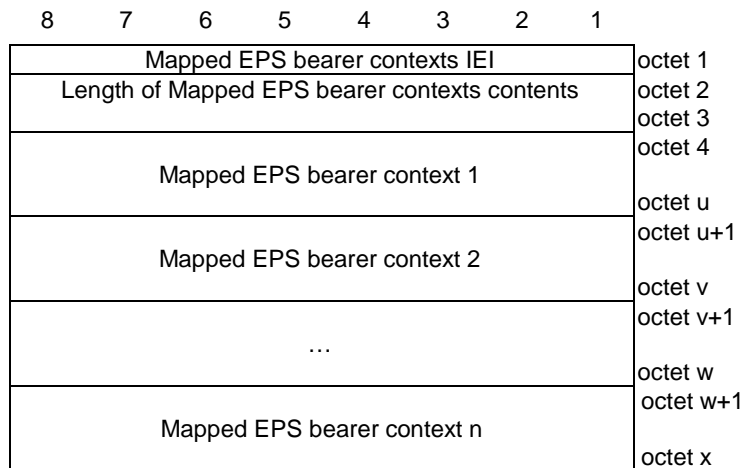 8 7 6 5 4 3 2 1
Mapped EPS bearer contexts IEI octet 1
Length of Mapped EPS bearer contexts contents octet 2
octet 3
octet 4
Mapped EPS bearer context 1
octet u
octet u+1
Mapped EPS bearer context 2
octet v
octet v+1
…
octet w
octet w+1
Mapped EPS bearer context n
octet x